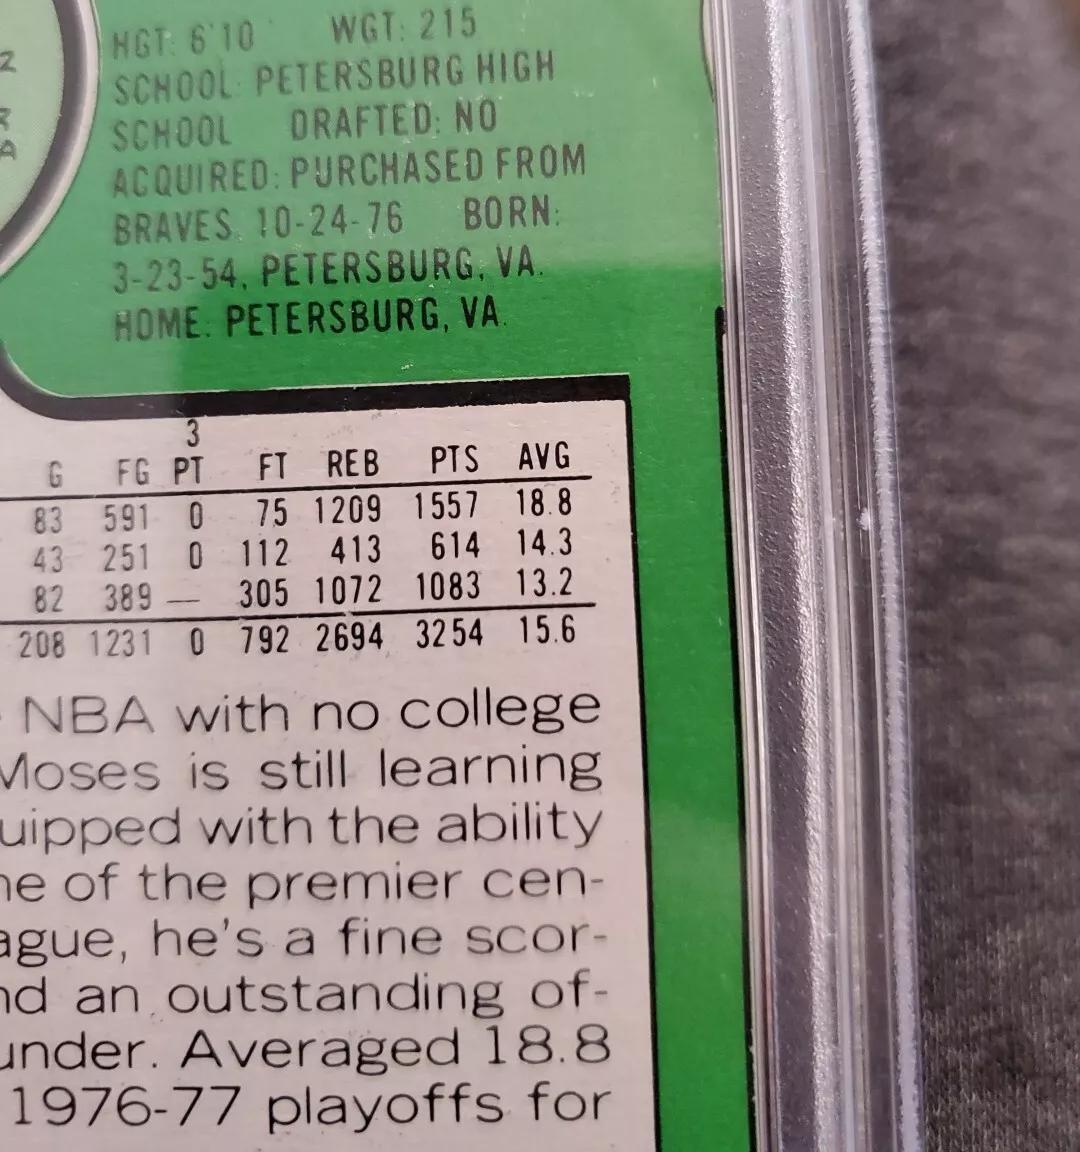 Z
HGT: 6'10 WGT: 215
SCHOOL: PETERSBURG HIGH
SCHOOL DRAFTED: NO
A
ACQUIRED: PURCHASED FROM
BRAVES, 10-24-76 BORN:
3-23-54, PETERSBURG, VA.
HOME: PETERSBURG, VA.
3
G FG PT FT REB PTS AVG
83 591 0 75 1209 1557 18.8
43 251 0 112 413 614 14.3
82 389 — 305 1072 1083 13.2
208 1231 0 792 2694 3254 15.6
NBA with no college
Moses is still learning
uipped with the ability
ne of the premier cen-
ague, he's a fine scor-
nd an outstanding of-
under. Averaged 18.8
1976-77 playoffs for